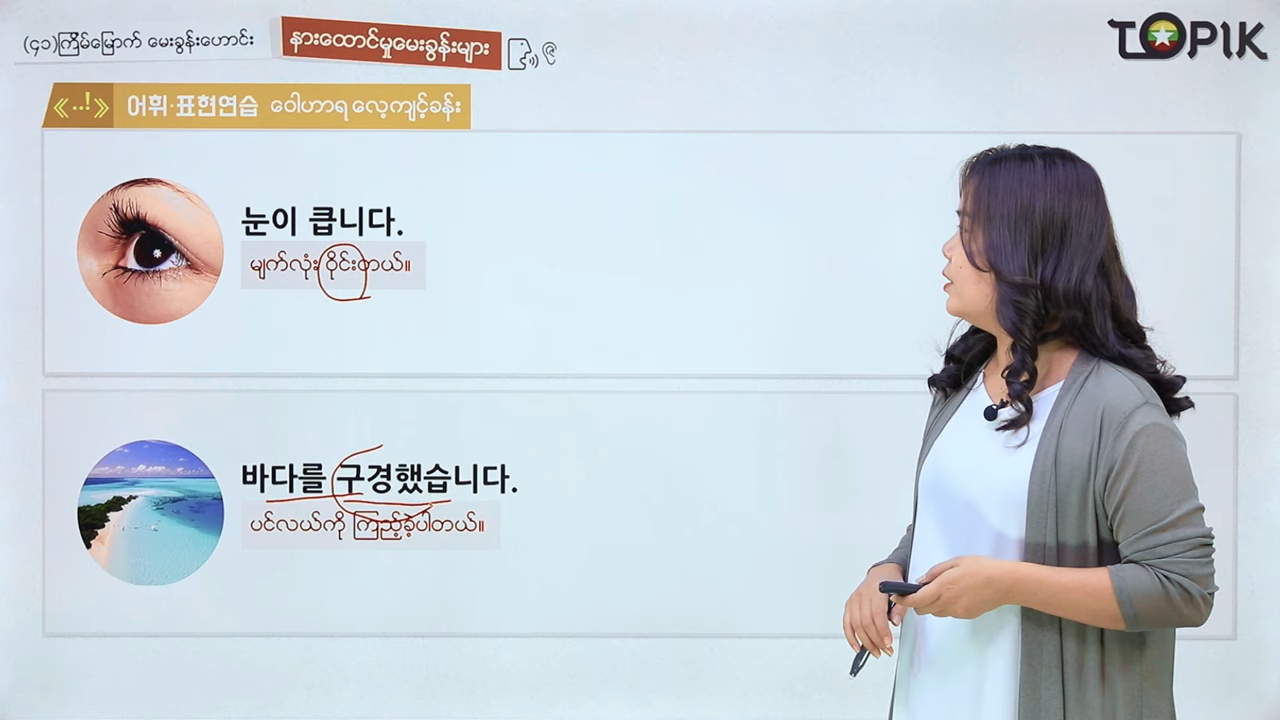 (၄၁)ကြိမ်မြောက် မေးခွန်းဟောင်း
နားထောင်မှုမေးခွန်းများ
၉
TOPIK
어휘·표현연습 ဝေါဟာရ လေ့ကျင့်ခန်း
눈이 큽니다.
မျက်လုံး ဝိုင်းတယ်။
바다를 구경했습니다.
ပင်လယ်ကို ကြည့်ခဲ့ပါတယ်။